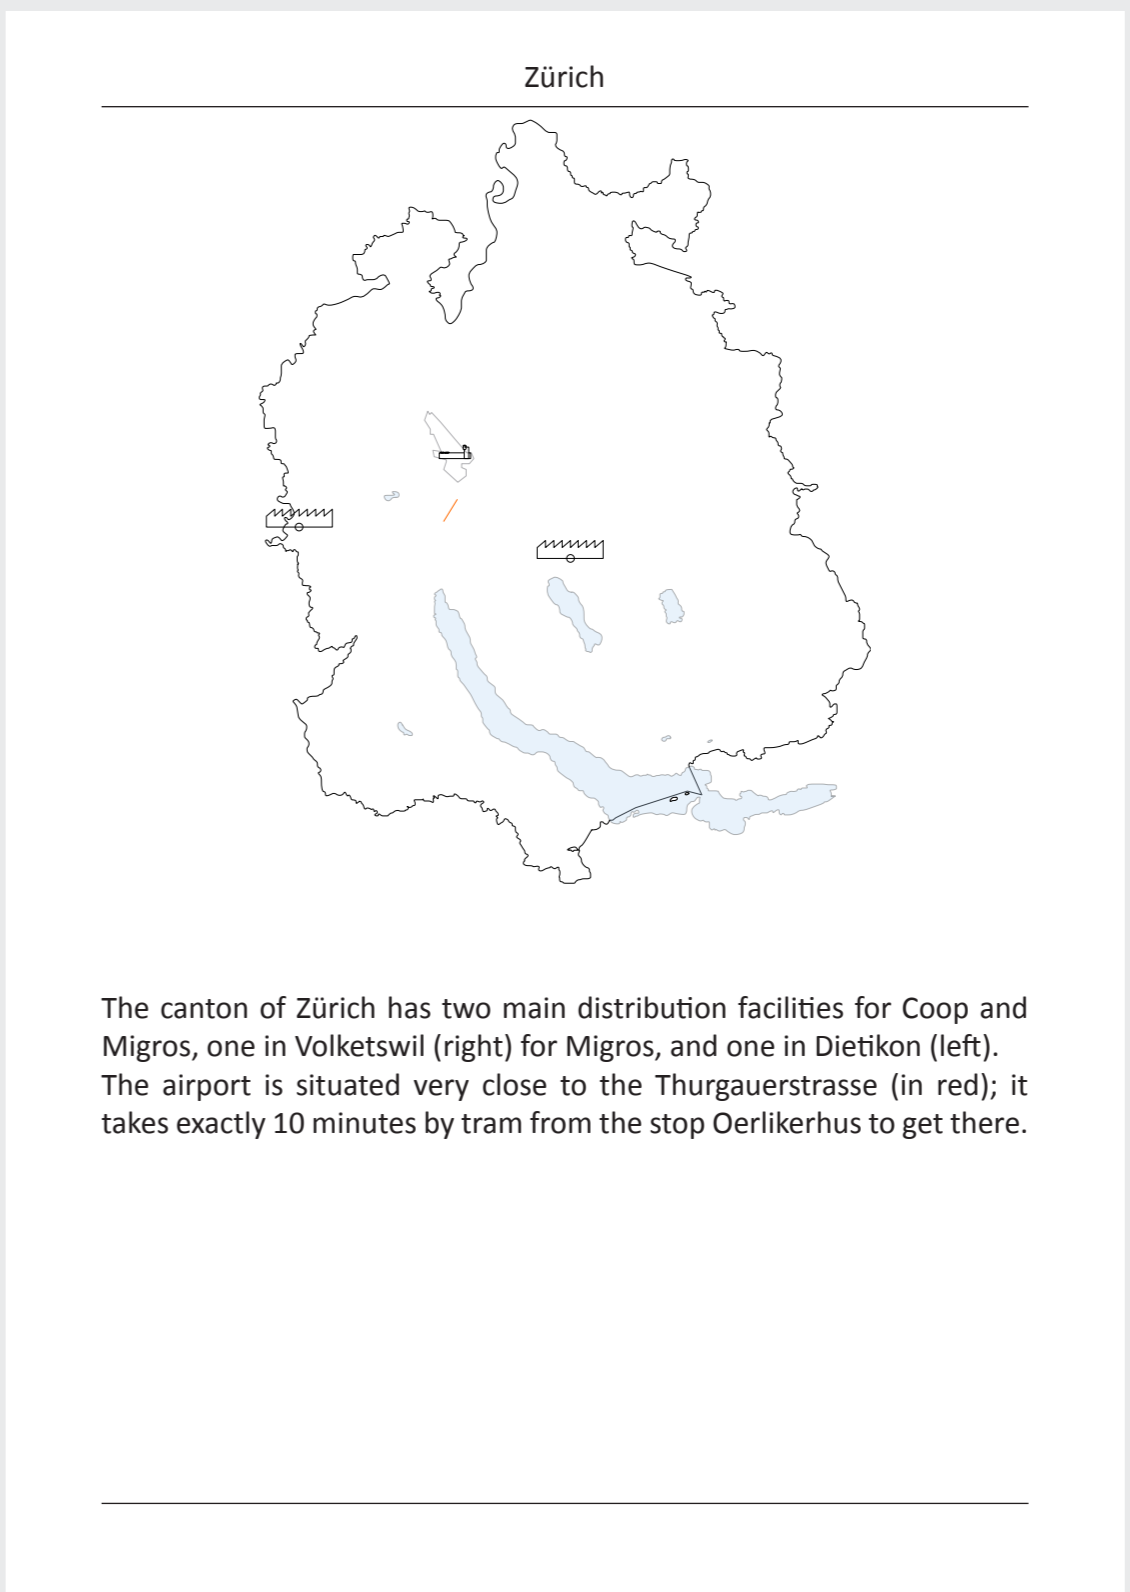 Zürich
The canton of Zürich has two main distribution facilities for Coop and
Migros, one in Volketswil (right) for Migros, and one in Dietikon (left).
The airport is situated very close to the Thurgauerstrasse (in red); it
takes exactly 10 minutes by tram from the stop Oerlikerhus to get there.